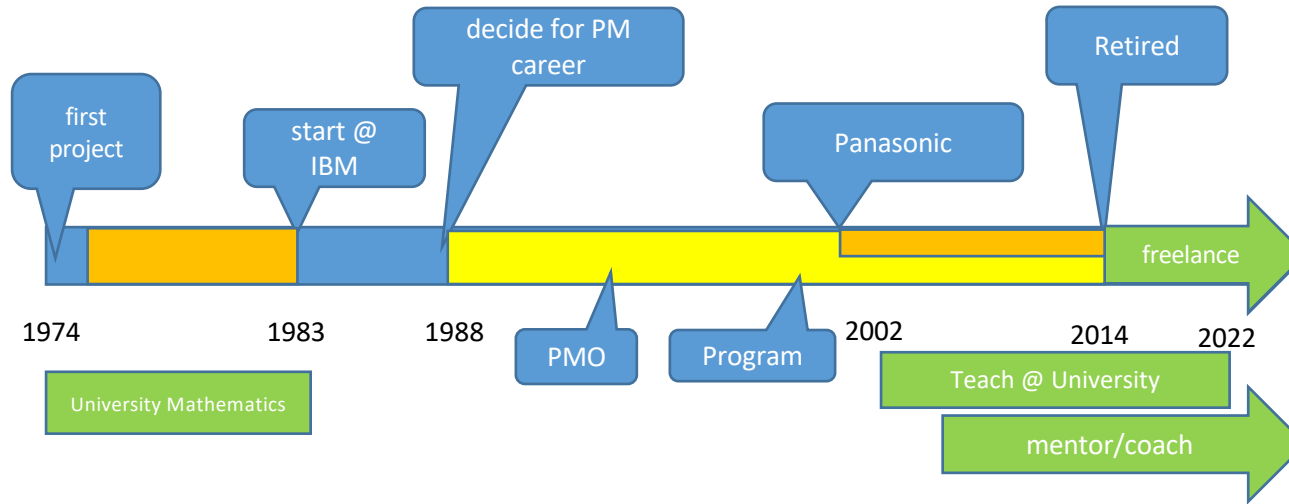 decide for PM
career
Retired
first
project
start @
IBM
Panasonic
freelance
1974
1983
1988
PMO
Program
2002
2014
2022
University Mathematics
Teach @ University
mentor/coach